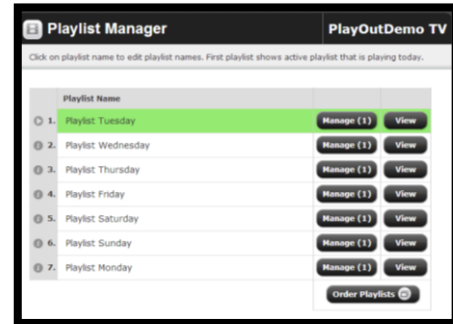 Playlist Manager PlayOutDemo TV
Click on playlist name to edit playlist names. First playlist shows active playlist that is playing today.
Playlist Name
1. Playlist Tuesday Manage (1) View
2. Playlist Wednesday Manage (1) View
3. Playlist Thursday Manage (1) View
4. Playlist Friday Manage (1) View
5. Playlist Saturday Manage (1) View
6. Playlist Sunday Manage (1) View
7. Playlist Monday Manage (1) View
Order Playlists